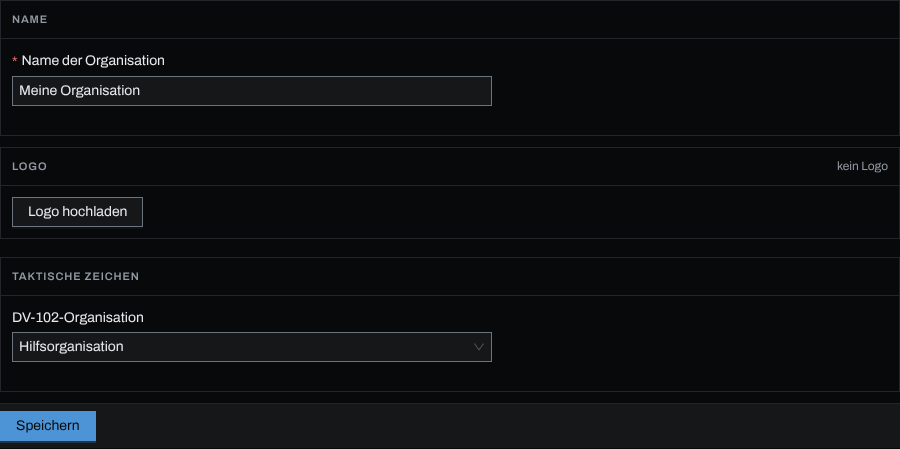 NAME
* Name der Organisation
Meine Organisation
LOGO
kein Logo
Logo hochladen
TAKTISCHE ZEICHEN
DV-102-Organisation
Hilfsorganisation
Speichern